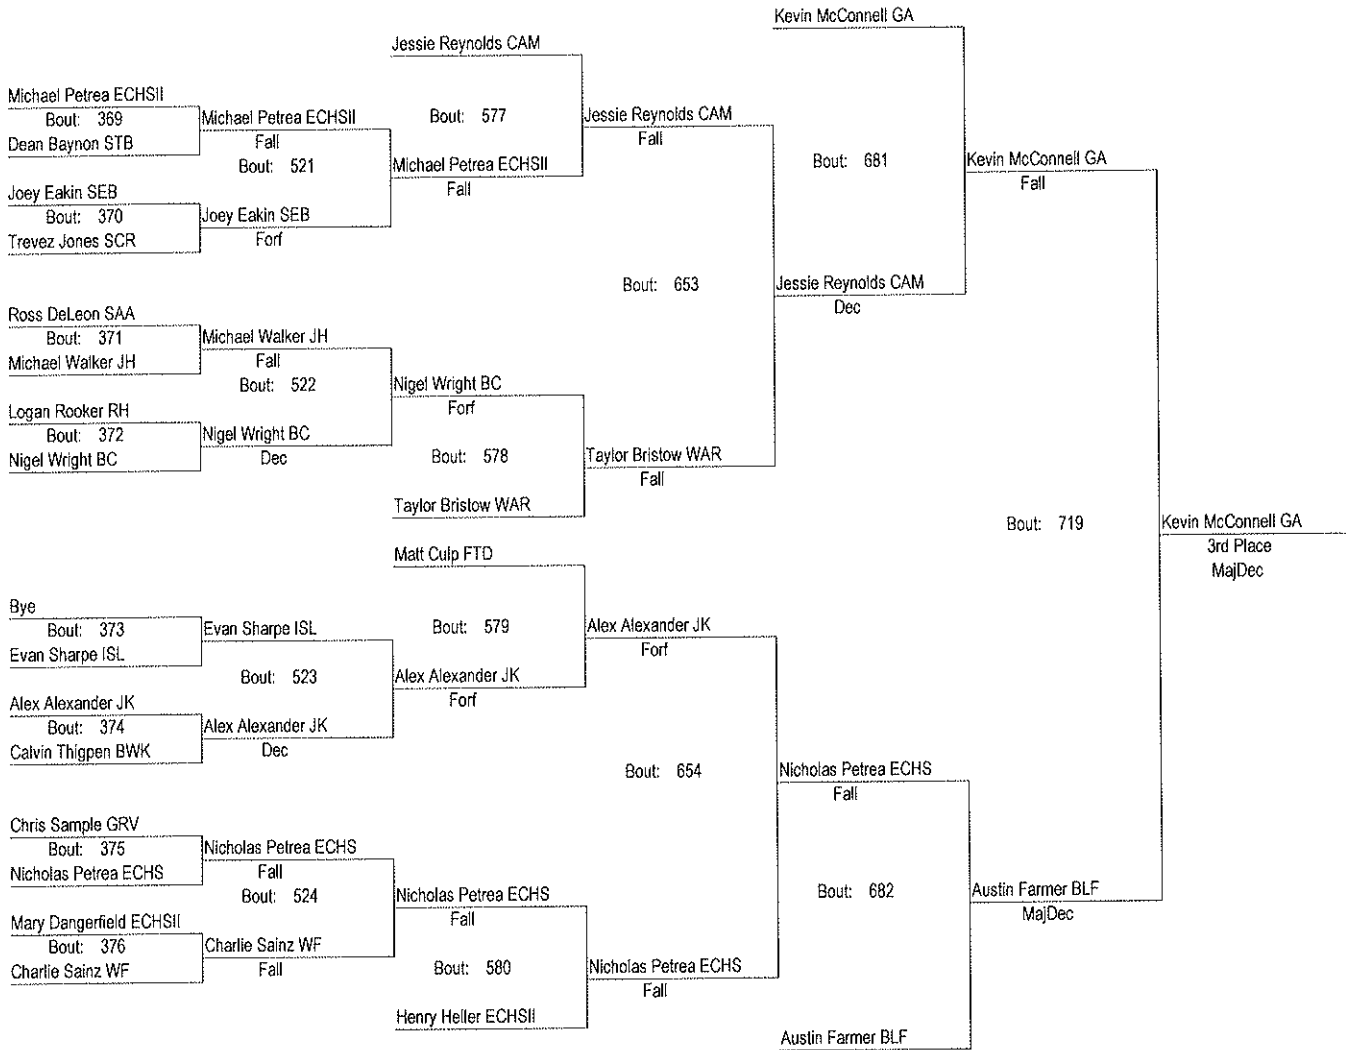 Kevin McConnell GA
Jessie Reynolds CAM
Michael Petrea ECHSII
Bout: 369
Dean Baynon STB
Michael Petrea ECHSII
Fall
Bout: 521
Bout: 577
Jessie Reynolds CAM
Fall
Michael Petrea ECHSII
Fall
Bout: 681
Kevin McConnell GA
Fall
Joey Eakin SEB
Bout: 370
Trevez Jones SCR
Joey Eakin SEB
Forf
Bout: 653
Jessie Reynolds CAM
Dec
Ross DeLeon SAA
Bout: 371
Michael Walker JH
Michael Walker JH
Fall
Bout: 522
Nigel Wright BC
Forf
Logan Rooker RH
Bout: 372
Nigel Wright BC
Nigel Wright BC
Dec
Bout: 578
Taylor Bristow WAR
Fall
Taylor Bristow WAR
Bout: 719
Kevin McConnell GA
3rd Place
MajDec
Matt Culp FTD
Bye
Bout: 373
Evan Sharpe ISL
Evan Sharpe ISL
Bout: 579
Alex Alexander JK
Forf
Bout: 523
Alex Alexander JK
Forf
Alex Alexander JK
Bout: 374
Calvin Thigpen BWK
Alex Alexander JK
Dec
Bout: 654
Nicholas Petrea ECHS
Fall
Chris Sample GRV
Bout: 375
Nicholas Petrea ECHS
Nicholas Petrea ECHS
Fall
Bout: 524
Nicholas Petrea ECHS
Fall
Bout: 682
Austin Farmer BLF
MajDec
Mary Dangerfield ECHSII
Bout: 376
Charlie Sainz WF
Charlie Sainz WF
Fall
Bout: 580
Nicholas Petrea ECHS
Fall
Henry Heller ECHSII
Austin Farmer BLF